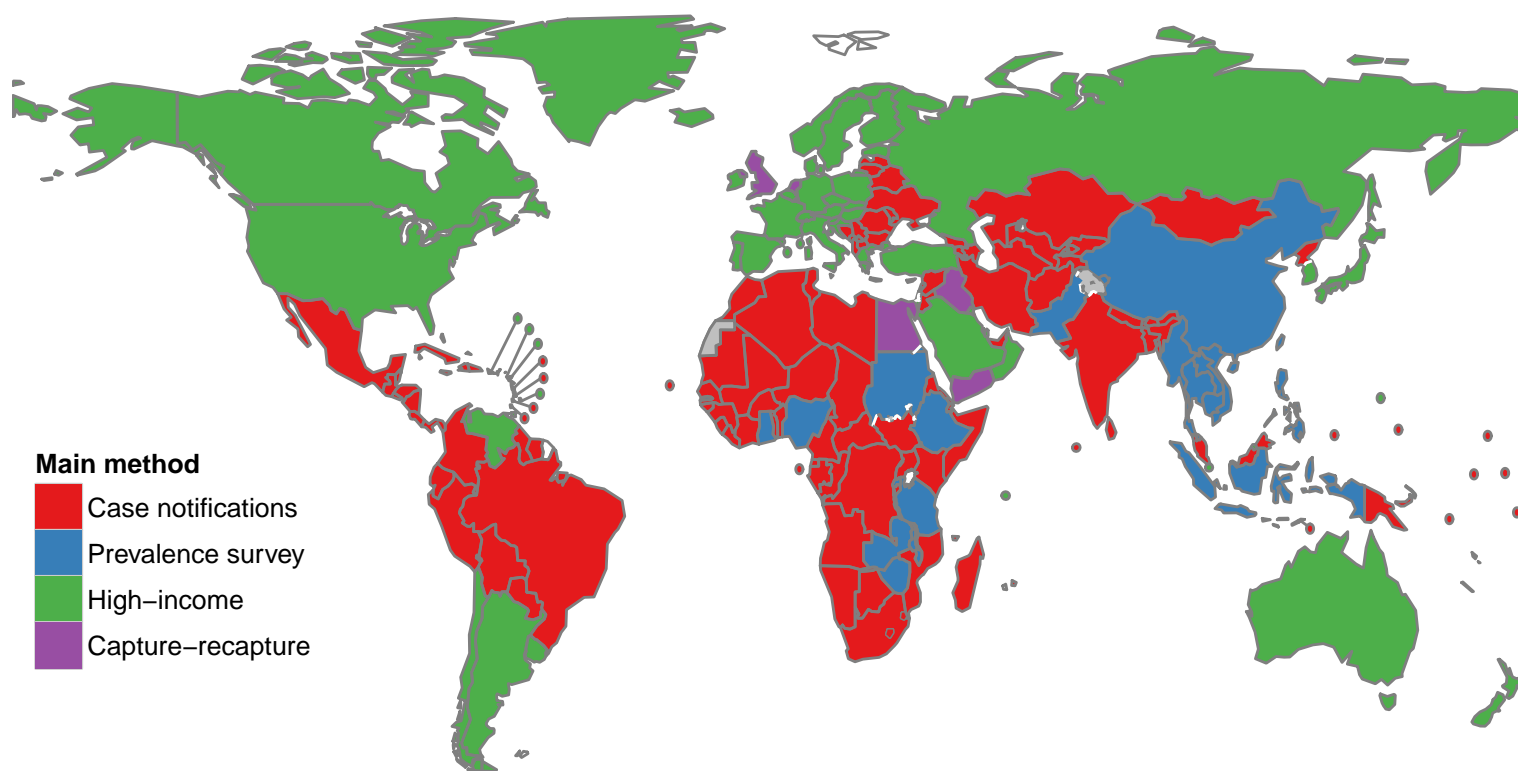 Main method
Case notifications
Prevalence survey
High−income
Capture−recapture